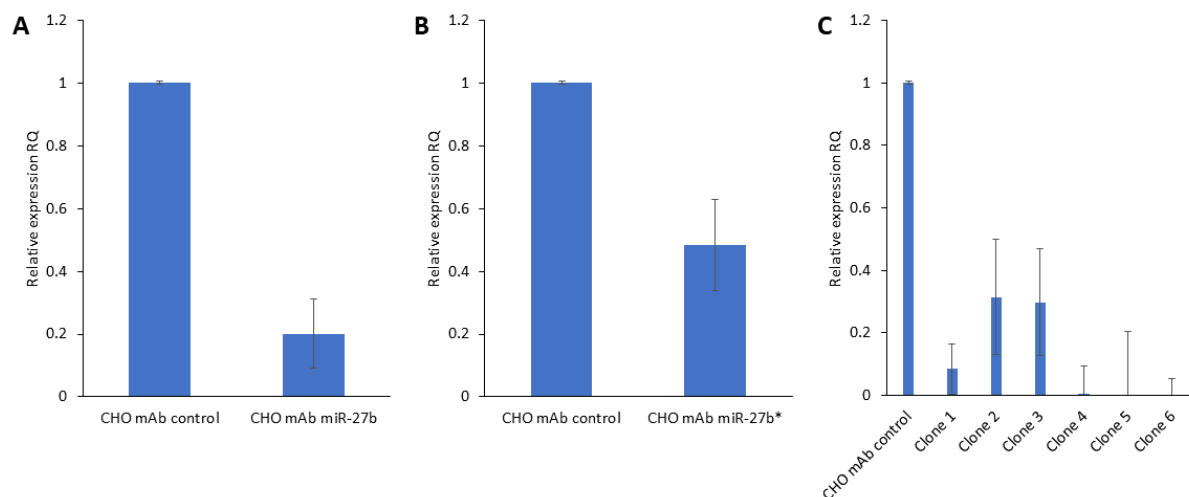 A
Relative expression RQ
1.2
1
0.8
0.6
0.4
0.2
0
CHO mAb control
CHO mAb miR-27b
B
Relative expression RQ
1.2
1
0.8
0.6
0.4
0.2
0
CHO mAb control
CHO mAb miR-27b*
C
Relative expression RQ
1.2
1
0.8
0.6
0.4
0.2
0
CHO mAb control
Clone 1
Clone 2
Clone 3
Clone 4
Clone 5
Clone 6